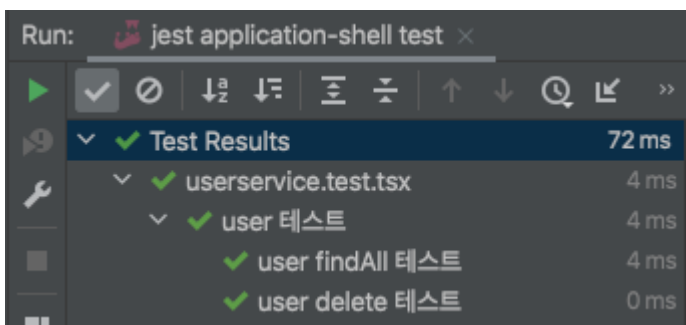 Run: jest application-shell test
Test Results 72 ms
userservice.test.tsx 4 ms
user 테스트 4 ms
user findAll 테스트 4 ms
user delete 테스트 0 ms